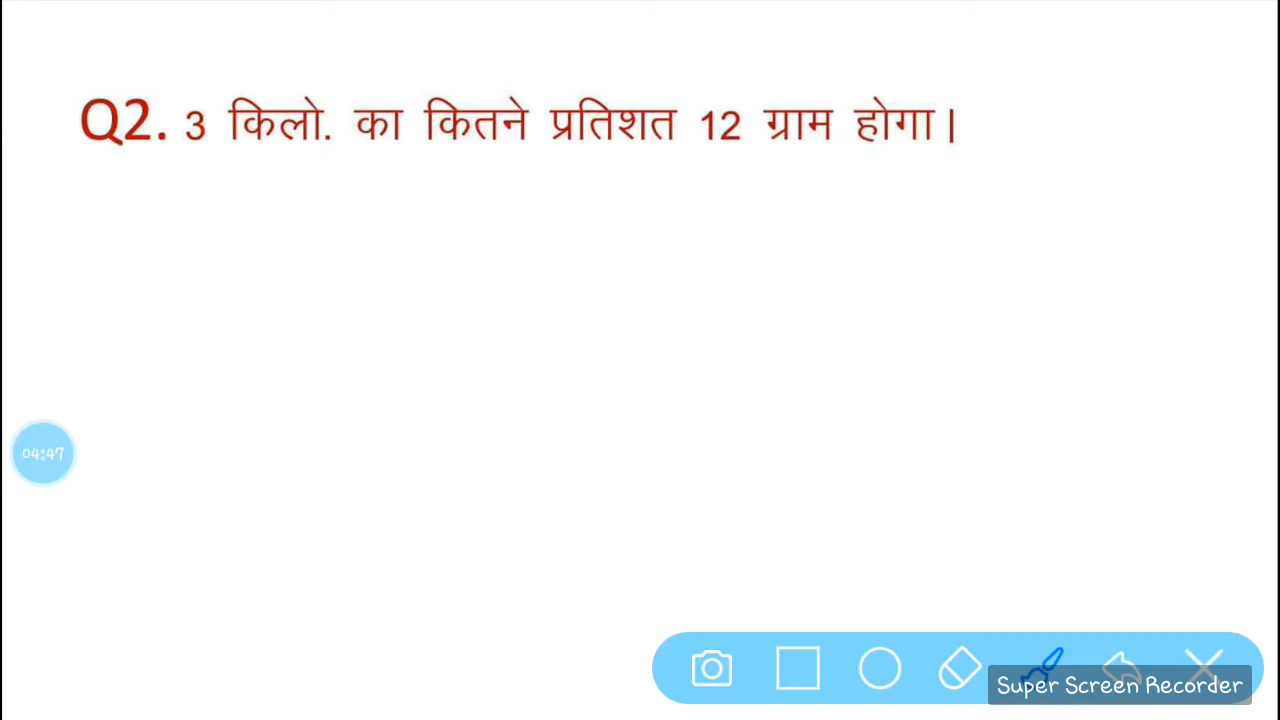 Q2. 3 किलो. का कितने प्रतिशत 12 ग्राम होगा।
04:47
Super Screen Recorder